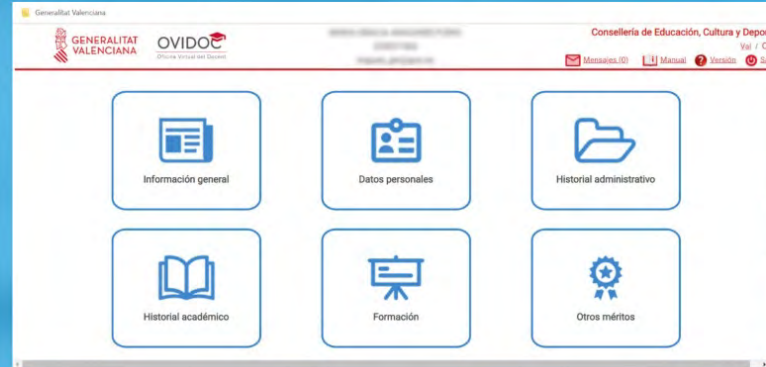 Generalitat Valenciana
GENERALITAT
VALENCIANA
OVIDOC
Oficina Virtual del Docent
Conselleria de Educación, Cultura y Depor
Val / C
Mensajes (0) Manual Versión S
Información general
Datos personales
Historial administrativo
Historial académico
Formación
Otros méritos